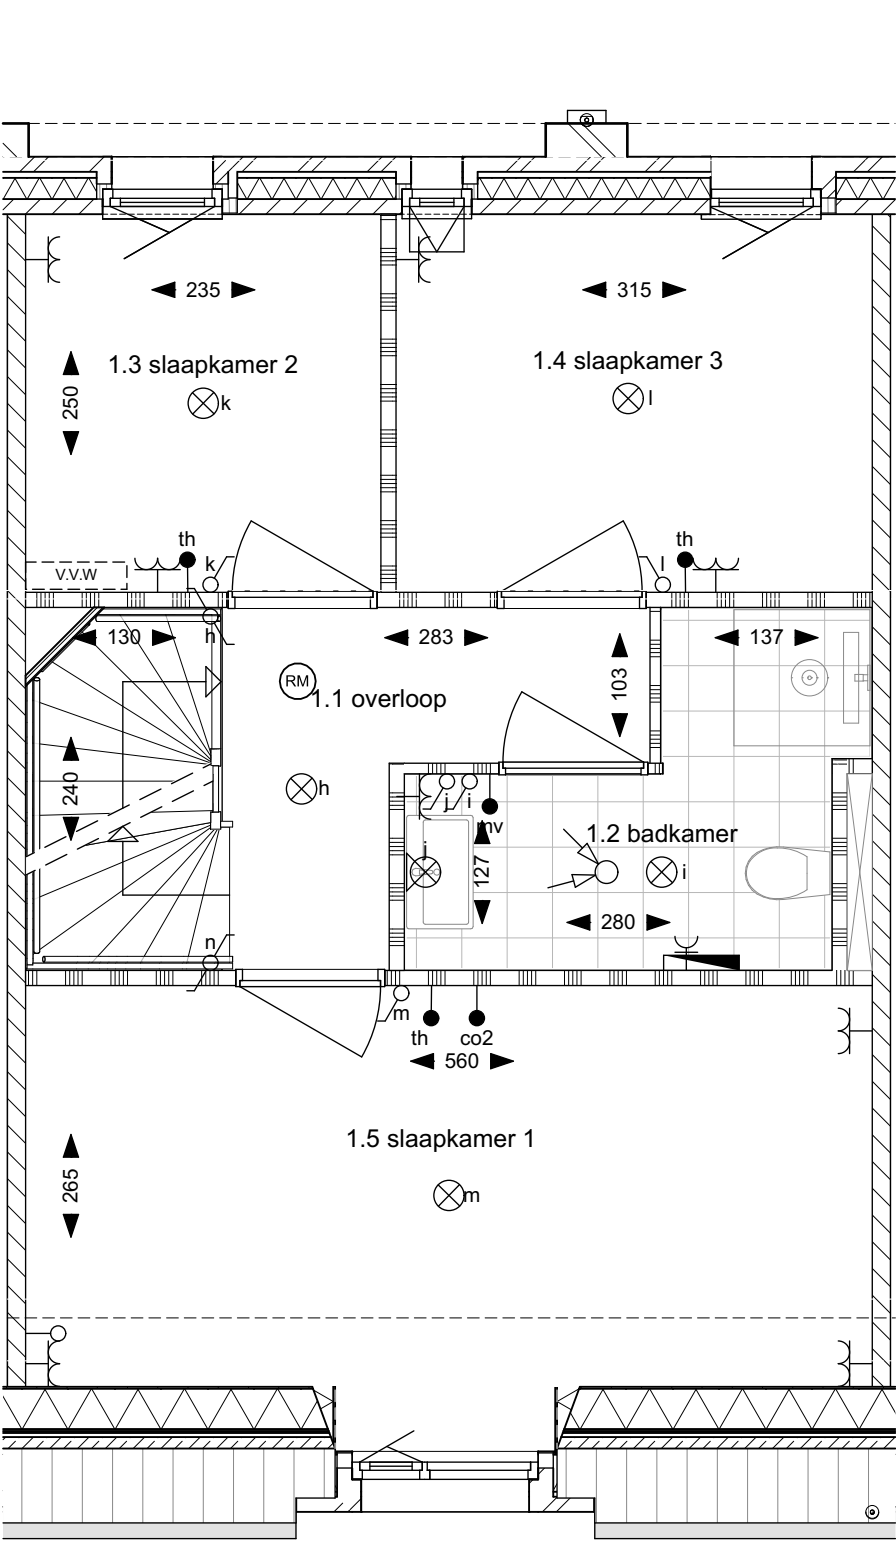 235
315
1.3 slaapkamer 2
1.4 slaapkamer 3
250
k
l
th
k
l
th
V.V.W
h
130
283
137
103
RM
1.1 overloop
240
h
j
i
mv
1.2 badkamer
j
127
i
280
n
m
th
co2
560
1.5 slaapkamer 1
265
m